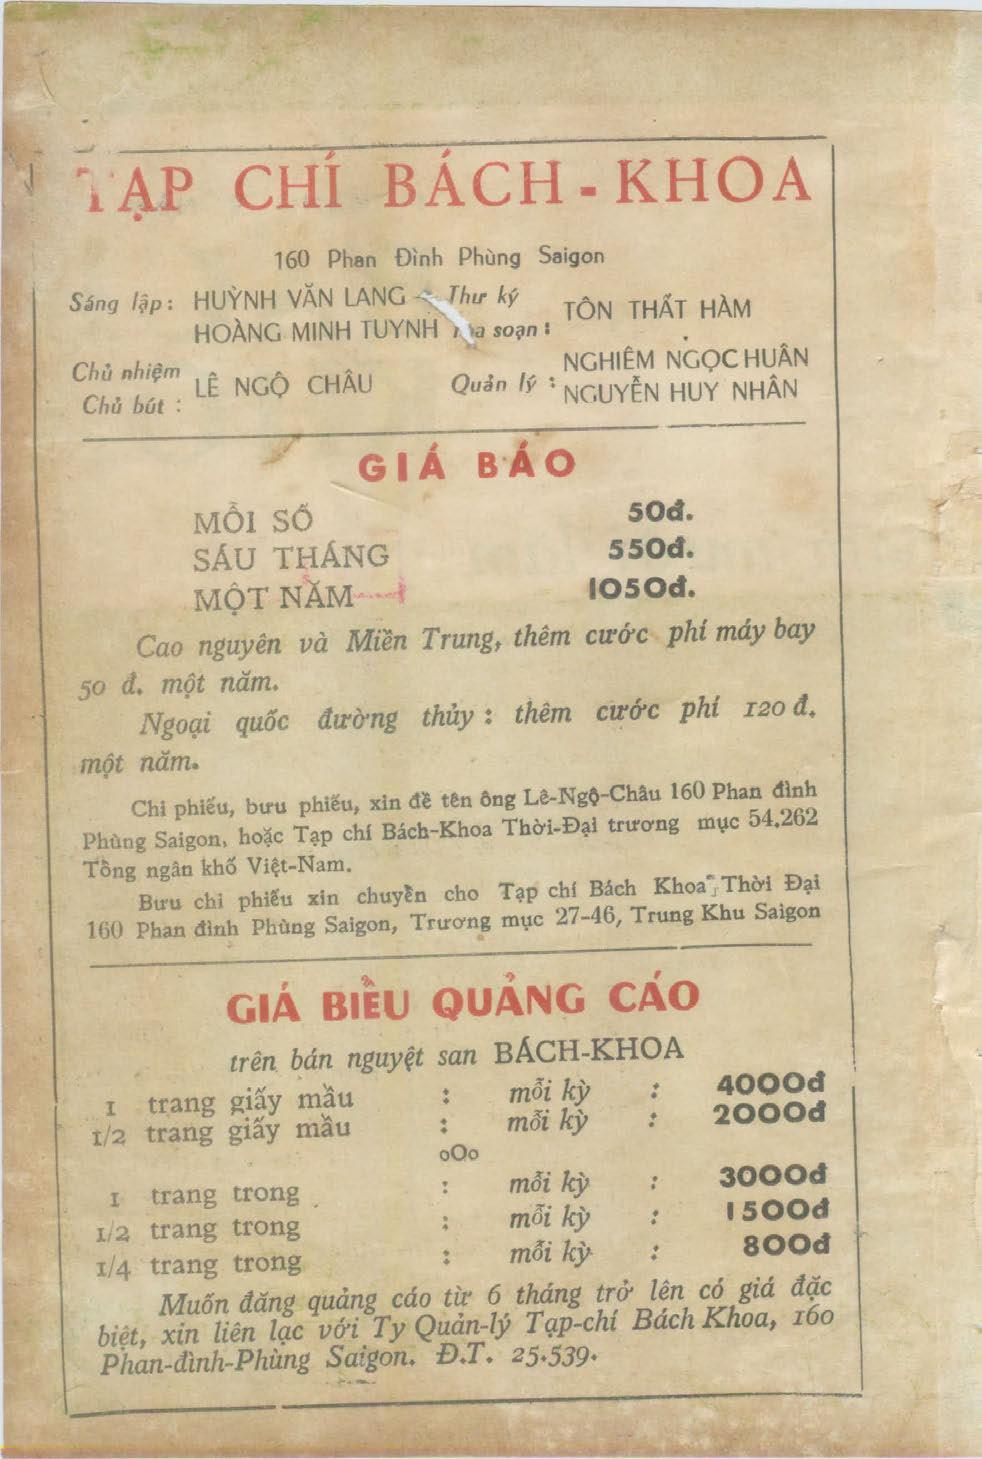 TẠP CHÍ BÁCH - KHOA
160 Phan Đình Phùng Saigon
Sáng lập : HUỲNH VĂN LANG - Thư ký
HOÀNG MINH TUYNH tòa soạn : TÔN THẤT HÀM
Chủ nhiệm
Chủ bút : LÊ NGỘ CHÂU
Quản lý : NGHIÊM NGỌC HUÂN
NGUYỄN HUY NHÂN
GIÁ BÁO
MỖI SỐ 50đ.
SÁU THÁNG 550đ.
MỘT NĂM 1050đ.
Cao nguyên và Miền Trung, thêm cước phí máy bay
50 đ. một năm.
Ngoại quốc đường thủy : thêm cước phí 120 đ.
một năm.
Chi phiếu, bưu phiếu, xin đề tên ông Lê-Ngộ-Châu 160 Phan đình
Phùng Saigon, hoặc Tạp chí Bách-Khoa Thời-Đại trương mục 54.262
Tổng ngân khố Việt-Nam.
Bưu chi phiếu xin chuyển cho Tạp chí Bách Khoa Thời Đại
160 Phan đình Phùng Saigon, Trương mục 27-46, Trung Khu Saigon
GIÁ BIỂU QUẢNG CÁO
trên bán nguyệt san BÁCH-KHOA
1 trang giấy mầu : mỗi kỳ : 4000đ
1/2 trang giấy mầu : mỗi kỳ : 2000đ
oOo
1 trang trong : mỗi kỳ : 3000đ
1/2 trang trong : mỗi kỳ : 1500đ
1/4 trang trong : mỗi kỳ : 800đ
Muốn đăng quảng cáo từ 6 tháng trở lên có giá đặc
biệt, xin liên lạc với Ty Quản-lý Tạp-chí Bách Khoa, 160
Phan-đình-Phùng Saigon. Đ.T. 25.539.